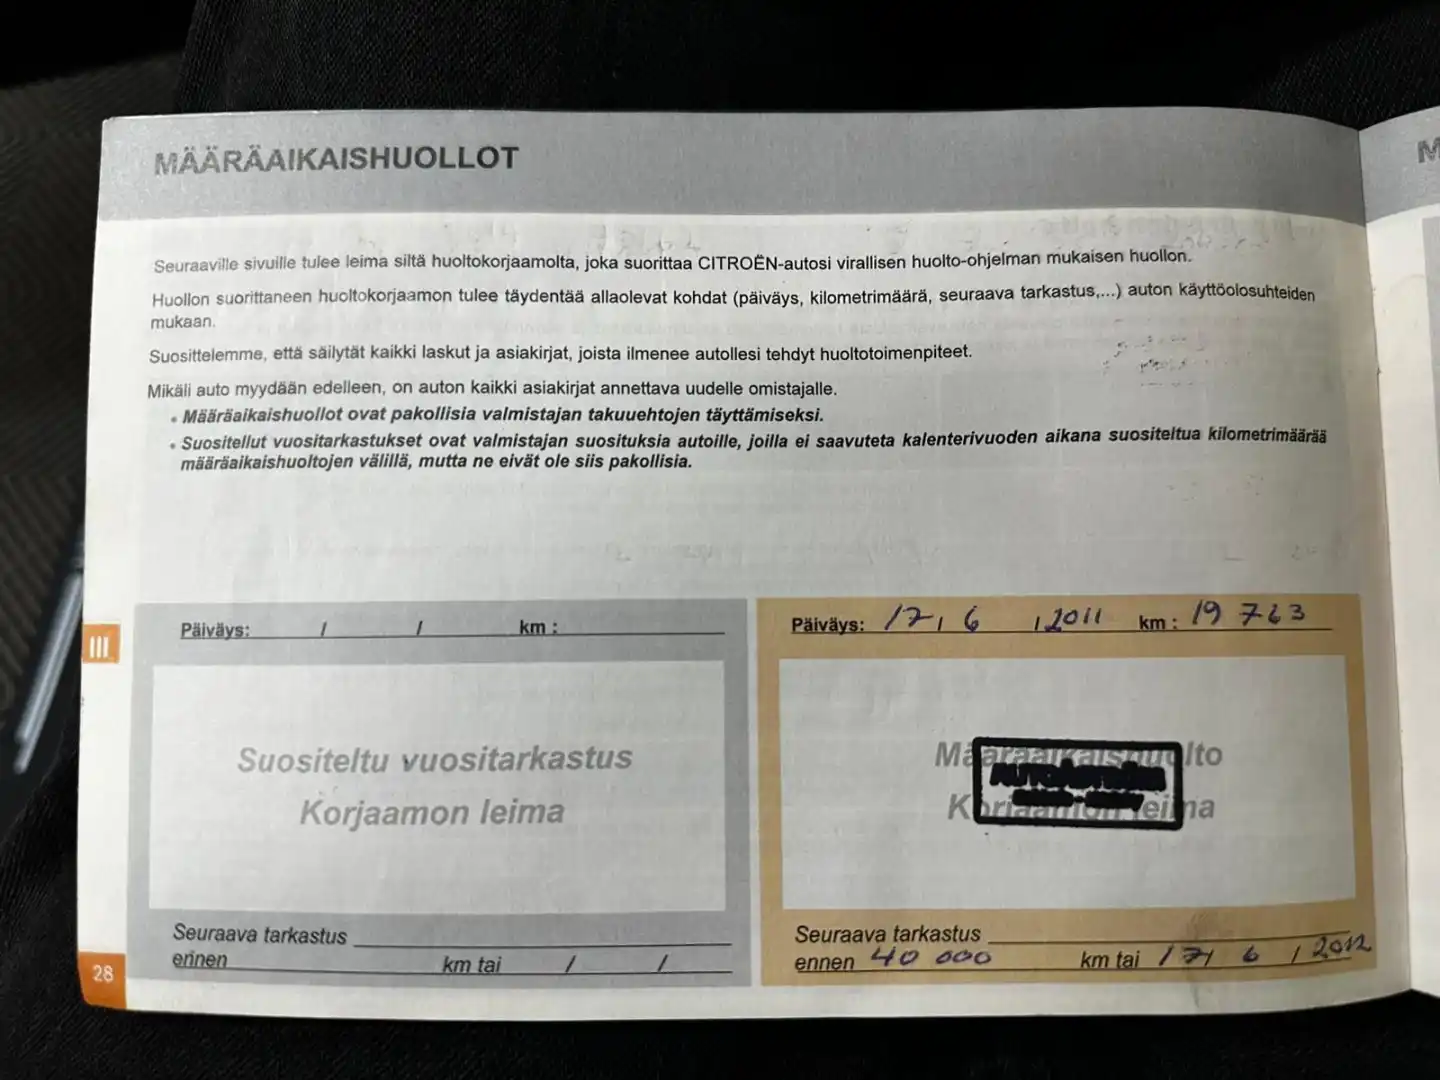 MÄÄRÄAIKAISHUOLLOT
M
Seuraaville sivuille tulee leima siltä huoltokorjaamolta, joka suorittaa CITROËN-autosi virallisen huolto-ohjelman mukaisen huollon.
Huollon suorittaneen huoltokorjaamon tulee täydentää allaolevat kohdat (päiväys, kilometrimäärä, seuraava tarkastus,...) auton käyttöolosuhteiden
mukaan.
Suosittelemme, että säilytät kaikki laskut ja asiakirjat, joista ilmenee autollesi tehdyt huoltotoimenpiteet.
Mikäli auto myydään edelleen, on auton kaikki asiakirjat annettava uudelle omistajalle.
• Määräaikaishuollot ovat pakollisia valmistajan takuuehtojen täyttämiseksi.
• Suositellut vuositarkastukset ovat valmistajan suosituksia autoille, joilla ei saavuteta kalenterivuoden aikana suositeltua kilometrimäärää
määräaikaishuoltojen välillä, mutta ne eivät ole siis pakollisia.
III
Päiväys: / / km :
Suositeltu vuositarkastus
Korjaamon leima
Seuraava tarkastus
ennen km tai / /
Päiväys: 17 / 6 / 2011 km : 19 763
Määräaikaishuolto
Korjaamon leima
Seuraava tarkastus
ennen 40 000 km tai 17 / 6 / 2012
28